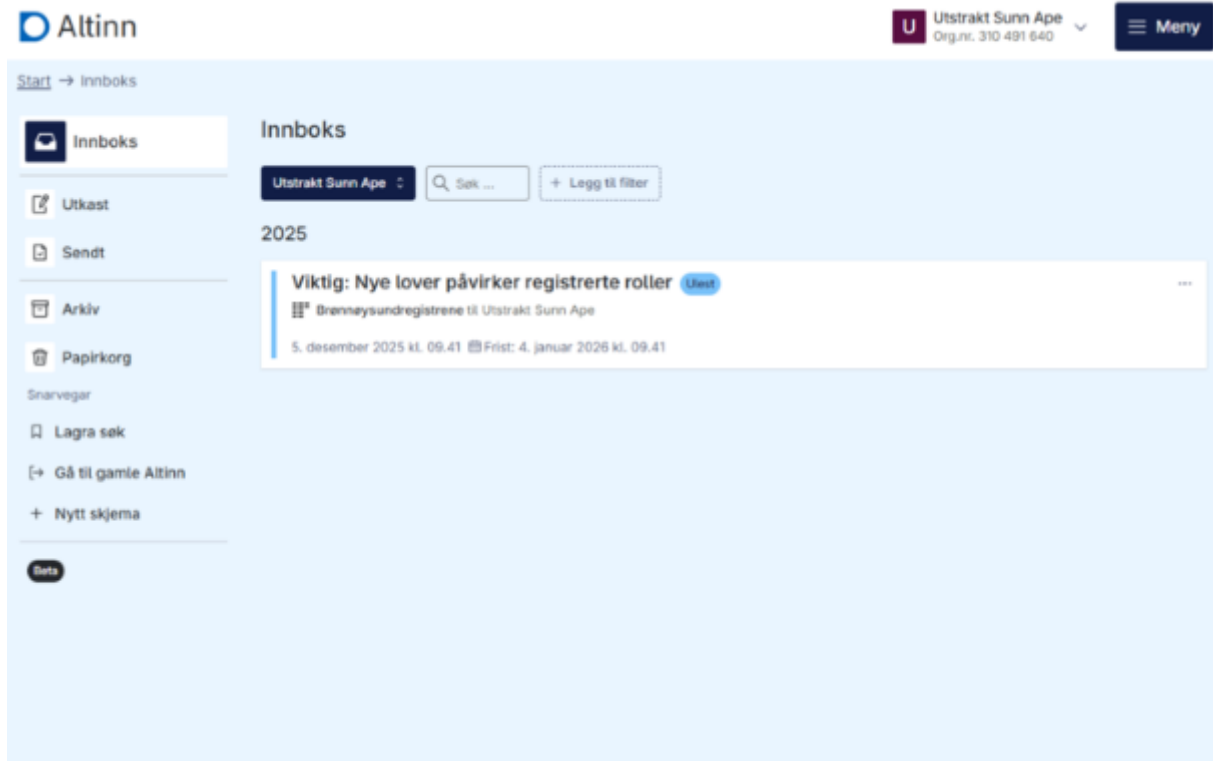 Altinn
U
Utstrakt Sunn Ape
Org.nr. 310 491 640
Meny
Start → Innboks
Innboks
Utkast
Sendt
Arkiv
Papirkorg
Snarvegar
Lagra søk
Gå til gamle Altinn
+ Nytt skjema
Beta
Innboks
Utstrakt Sunn Ape
Søk ...
+ Legg til filter
2025
Viktig: Nye lover påvirker registrerte roller Ulest
...
Brønnøysundregistrene til Utstrakt Sunn Ape
5. desember 2025 kl. 09.41 Frist: 4. januar 2026 kl. 09.41